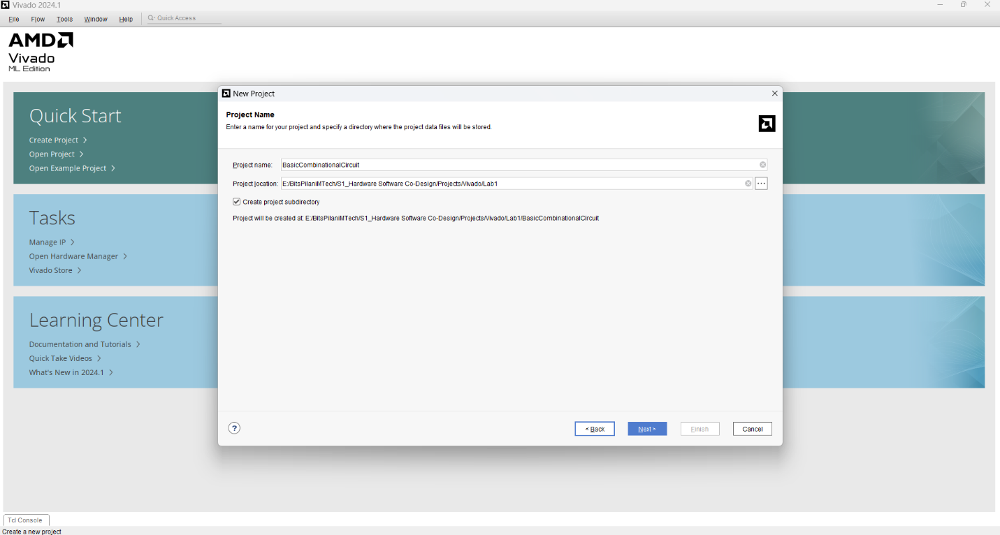 Vivado 2024.1
File Flow Tools Window Help Quick Access
AMD
Vivado
ML Edition
New Project
Project Name
Enter a name for your project and specify a directory where the project data files will be stored.
Quick Start
Create Project >
Open Project >
Open Example Project >
Project name: BasicCombinationalCircuit
Project location: E:/BitsPilaniMTech/S1_Hardware Software Co-Design/Projects/Vivado/Lab1 ...
Create project subdirectory
Project will be created at: E:/BitsPilaniMTech/S1_Hardware Software Co-Design/Projects/Vivado/Lab1/BasicCombinationalCircuit
Tasks
Manage IP >
Open Hardware Manager >
Vivado Store >
Learning Center
Documentation and Tutorials >
Quick Take Videos >
What's New in 2024.1 >
? < Back Next > Finish Cancel
Tcl Console
Create a new project